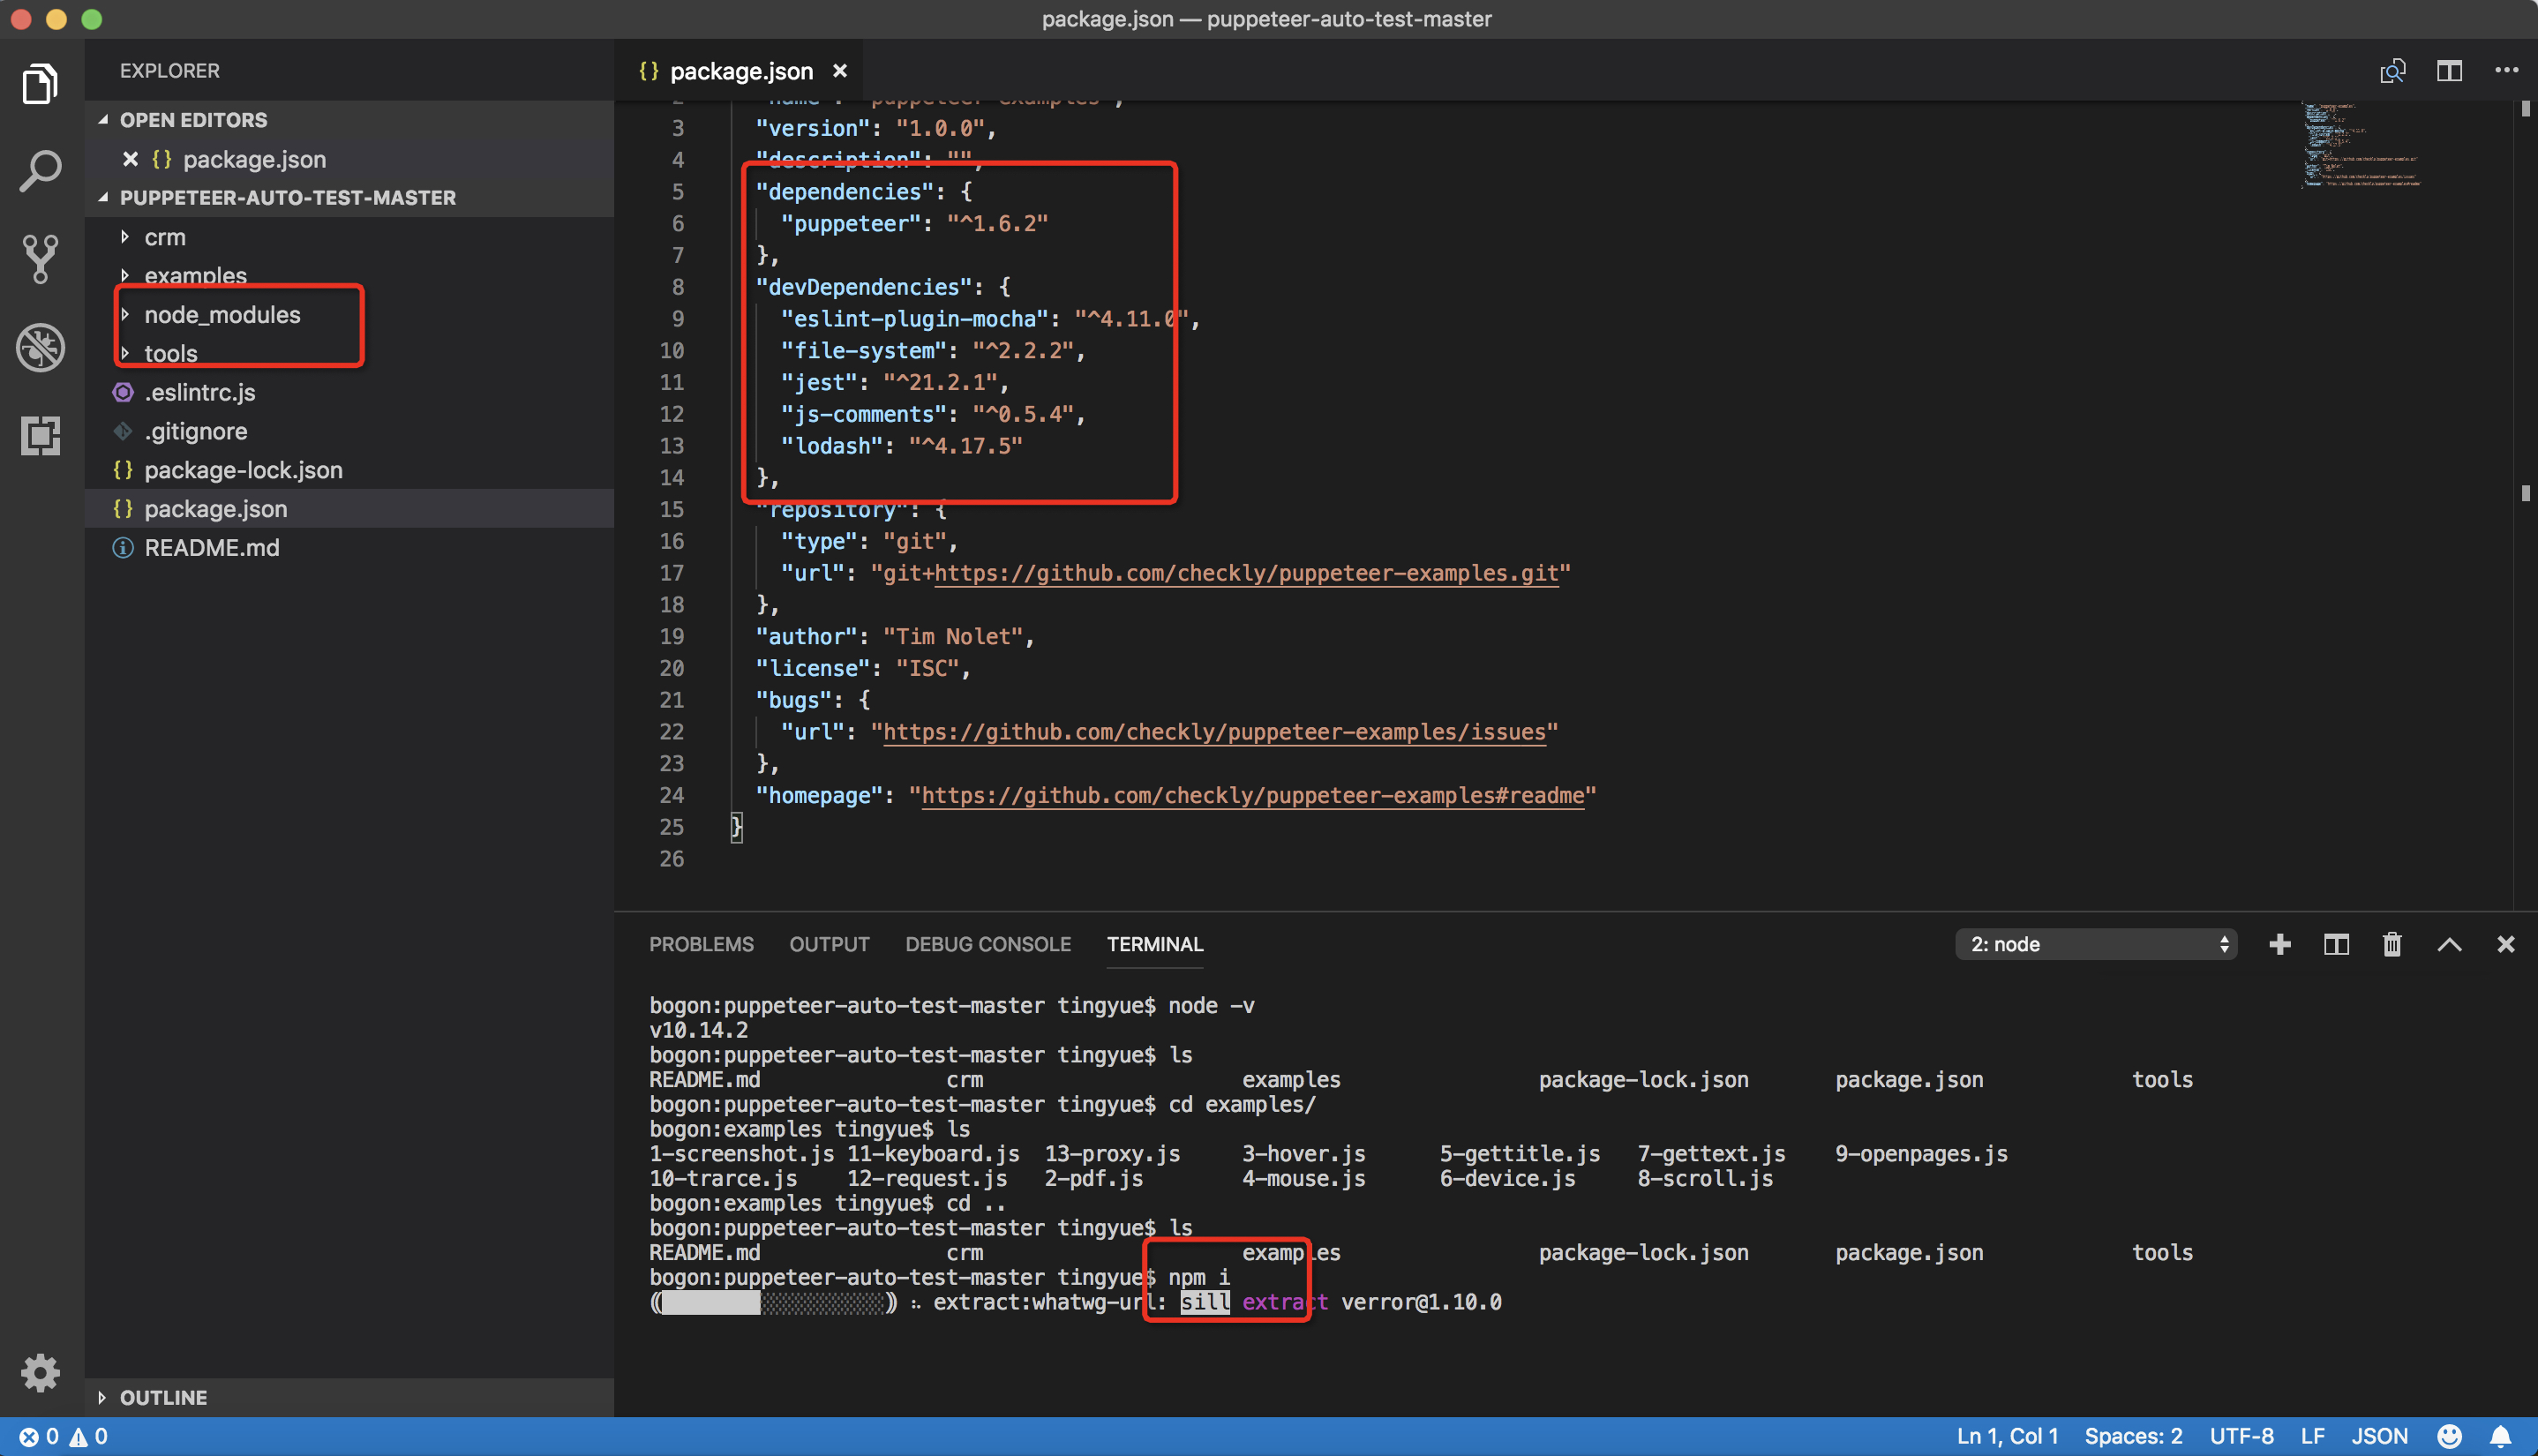 package.json — puppeteer-auto-test-master
EXPLORER
OPEN EDITORS
{} package.json
PUPPETEER-AUTO-TEST-MASTER
crm
examples
node_modules
tools
.eslintrc.js
.gitignore
{} package-lock.json
{} package.json
README.md
OUTLINE
{} package.json
2 "name": "puppeteer-examples",
3 "version": "1.0.0",
4 "description": "",
5 "dependencies": {
6 "puppeteer": "^1.6.2"
7 },
8 "devDependencies": {
9 "eslint-plugin-mocha": "^4.11.0",
10 "file-system": "^2.2.2",
11 "jest": "^21.2.1",
12 "js-comments": "^0.5.4",
13 "lodash": "^4.17.5"
14 },
15 "repository": {
16 "type": "git",
17 "url": "git+https://github.com/checkly/puppeteer-examples.git"
18 },
19 "author": "Tim Nolet",
20 "license": "ISC",
21 "bugs": {
22 "url": "https://github.com/checkly/puppeteer-examples/issues"
23 },
24 "homepage": "https://github.com/checkly/puppeteer-examples#readme"
25 }
26
PROBLEMS OUTPUT DEBUG CONSOLE TERMINAL 2: node
bogon:puppeteer-auto-test-master tingyue$ node -v
v10.14.2
bogon:puppeteer-auto-test-master tingyue$ ls
README.md crm examples package-lock.json package.json tools
bogon:puppeteer-auto-test-master tingyue$ cd examples/
bogon:examples tingyue$ ls
1-screenshot.js 11-keyboard.js 13-proxy.js 3-hover.js 5-gettitle.js 7-gettext.js 9-openpages.js
10-trarce.js 12-request.js 2-pdf.js 4-mouse.js 6-device.js 8-scroll.js
bogon:examples tingyue$ cd ..
bogon:puppeteer-auto-test-master tingyue$ ls
README.md crm examples package-lock.json package.json tools
bogon:puppeteer-auto-test-master tingyue$ npm i
extract:whatwg-url: sill extract verror@1.10.0
0 0
Ln 1, Col 1 Spaces: 2 UTF-8 LF JSON